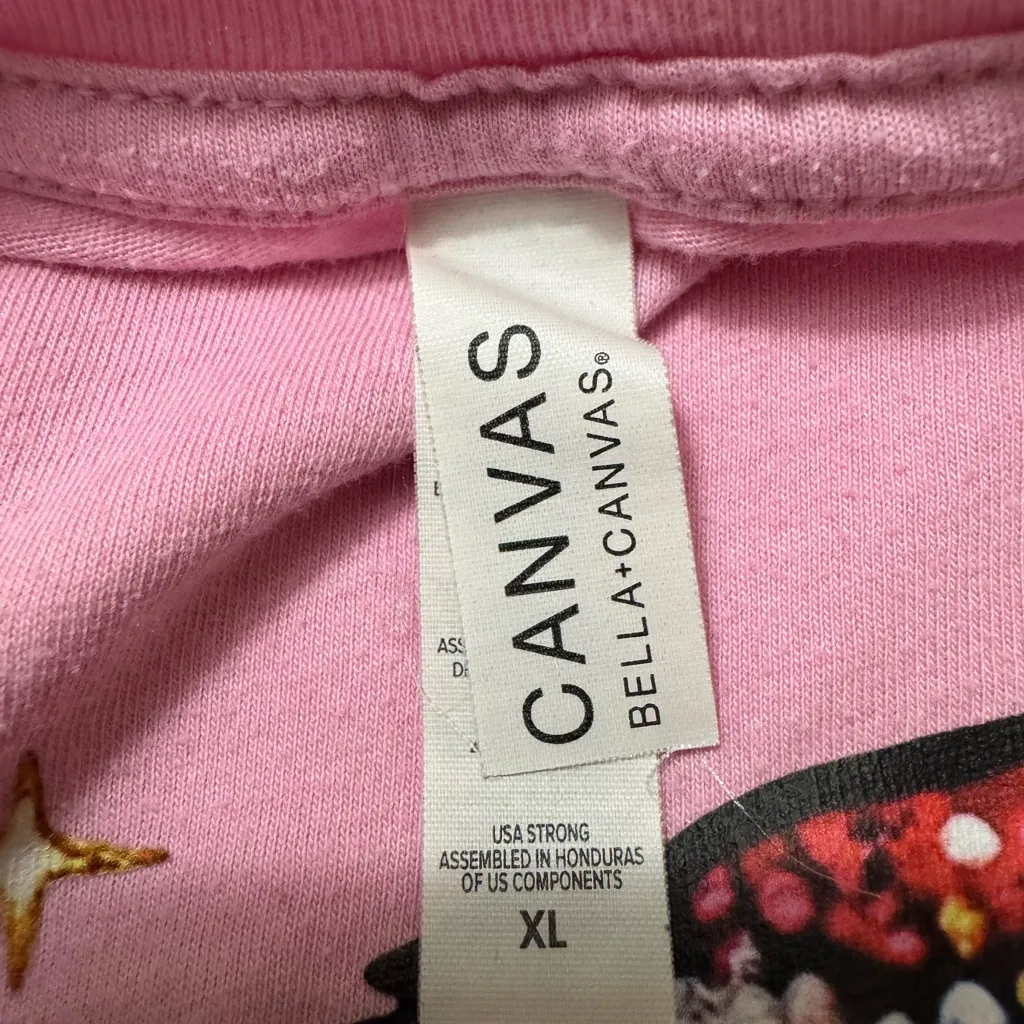 CANVAS
BELLA+CANVAS®
USA STRONG
ASSEMBLED IN HONDURAS
OF US COMPONENTS
XL